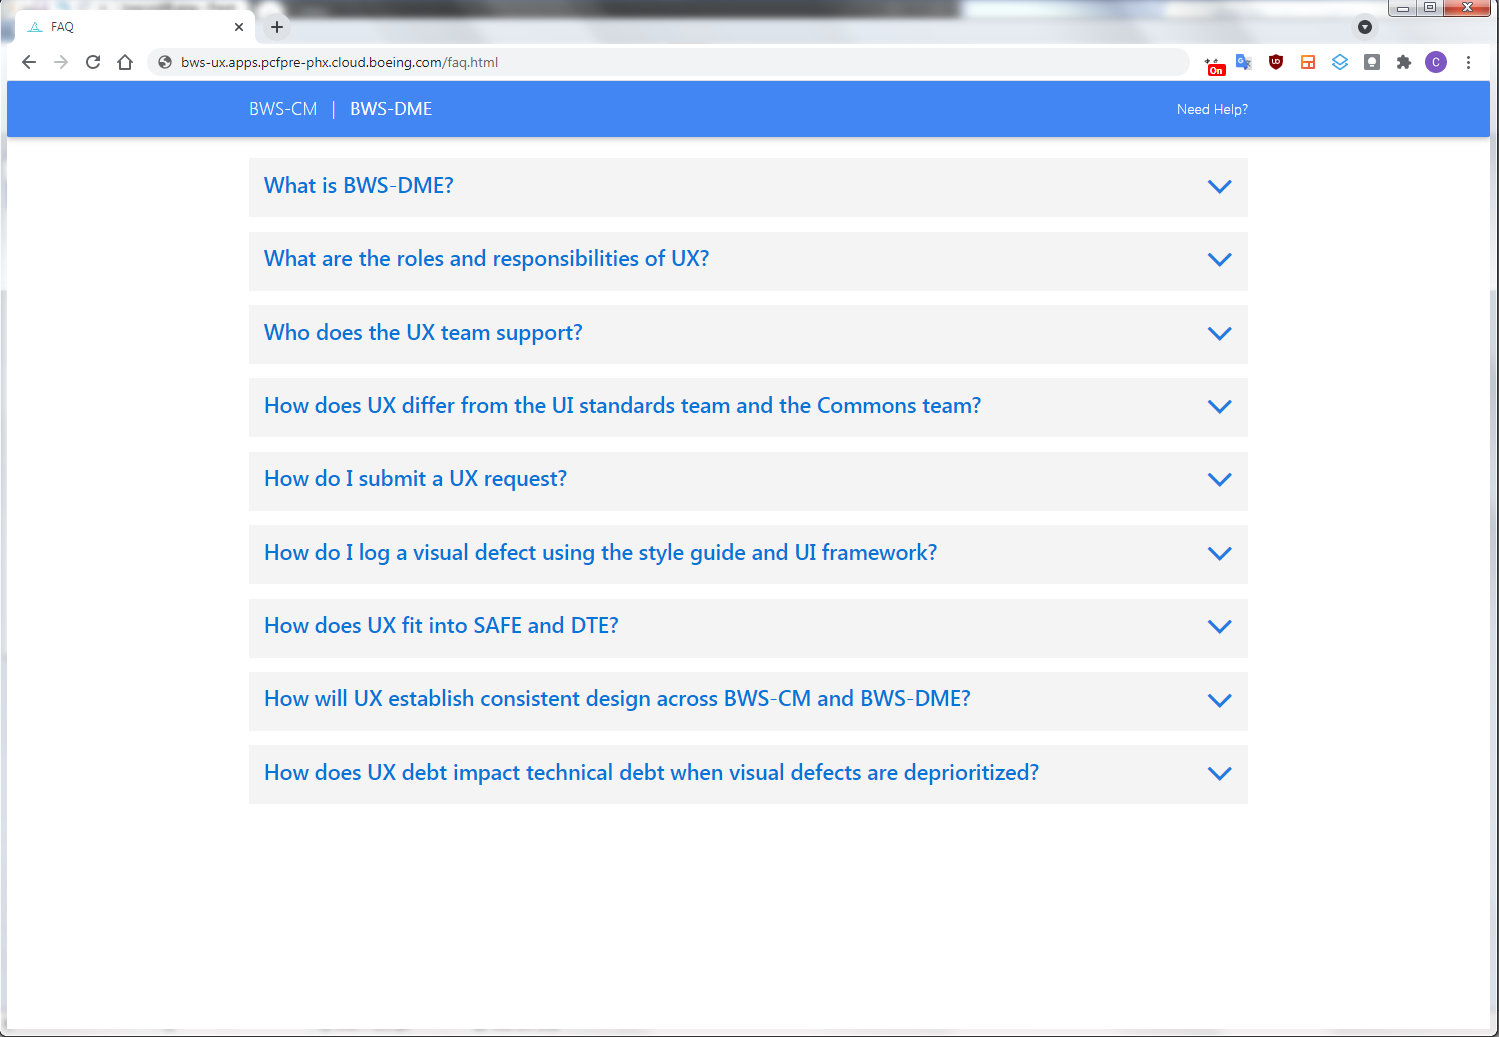 FAQ
bws-ux.apps.pcfpre-phx.cloud.boeing.com/faq.html
On
C
BWS-CM | BWS-DME
Need Help?
What is BWS-DME?
What are the roles and responsibilities of UX?
Who does the UX team support?
How does UX differ from the UI standards team and the Commons team?
How do I submit a UX request?
How do I log a visual defect using the style guide and UI framework?
How does UX fit into SAFE and DTE?
How will UX establish consistent design across BWS-CM and BWS-DME?
How does UX debt impact technical debt when visual defects are deprioritized?